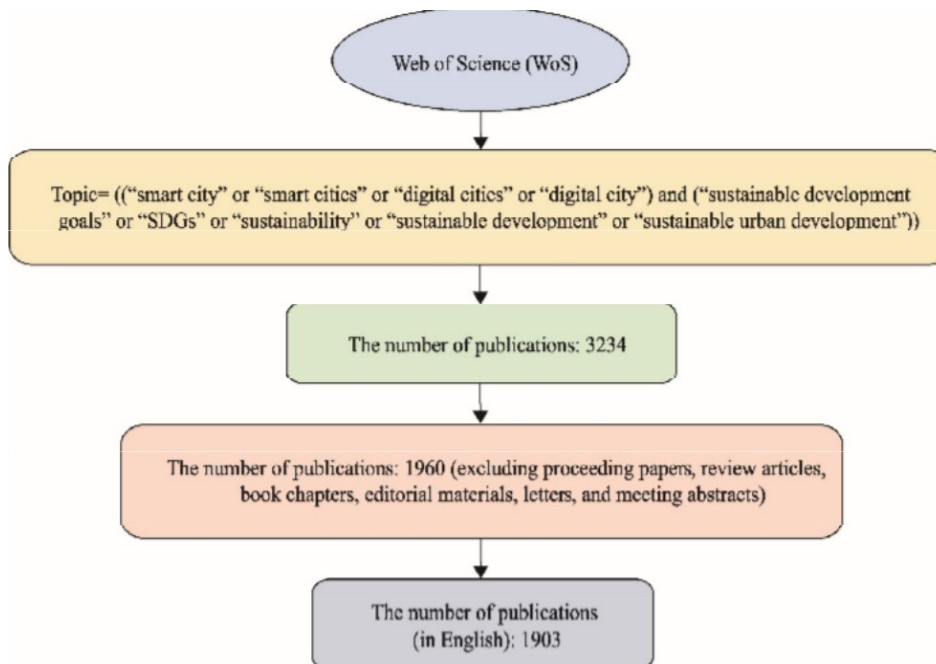 Web of Science (WoS)
Topic= ((“smart city” or “smart cities” or “digital cities” or “digital city”) and (“sustainable development
goals” or “SDGs” or “sustainability” or “sustainable development” or “sustainable urban development”))
The number of publications: 3234
The number of publications: 1960 (excluding proceeding papers, review articles,
book chapters, editorial materials, letters, and meeting abstracts)
The number of publications
(in English): 1903